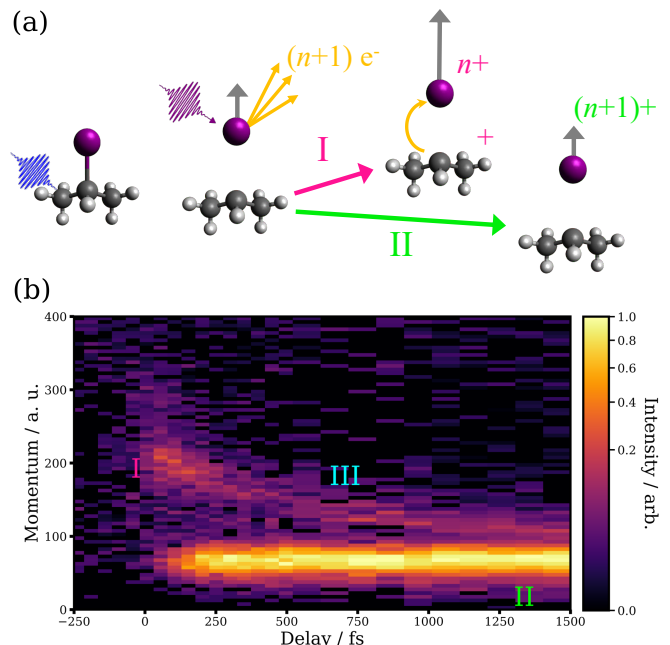 (a)
(n+1) e-
n+
(n+1)+
I
+
II
(b)
400
300
200
100
0
Momentum / a. u.
I
III
II
−250
0
250
500
750
1000
1250
1500
Delay / fs
1.0
0.8
0.6
0.4
0.2
0.0
Intensity / arb.